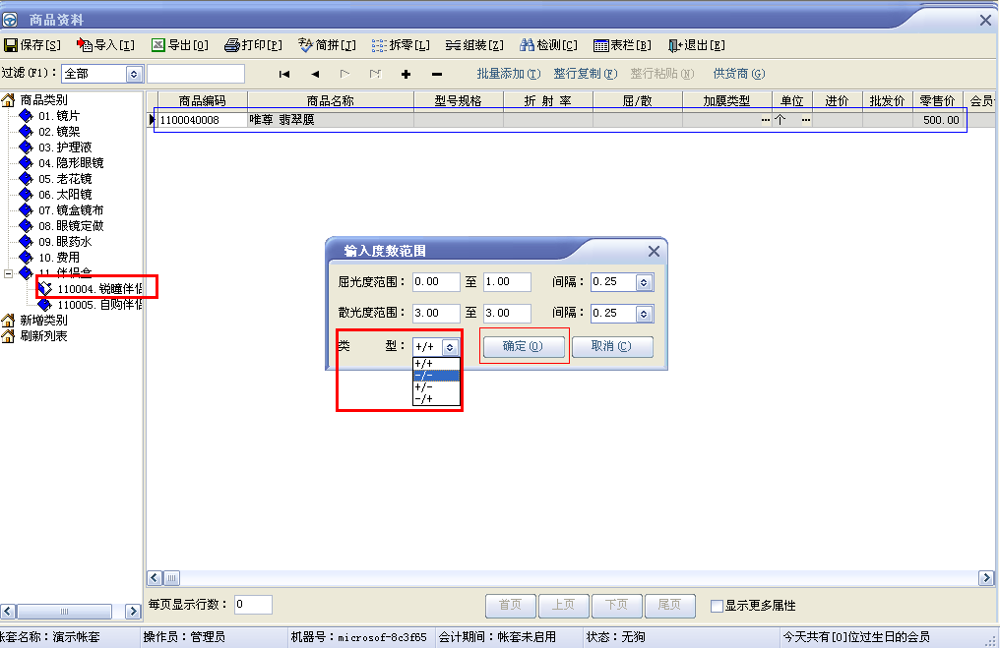 商品资料
保存[S] 导入[I] 导出[O] 打印[P] 简拼[J] 拆零[L] 组装[Z] 检测[C] 表栏[B] 退出[E]
过滤(F1): 全部 批量添加(T) 整行复制(P) 整行粘贴(N) 供货商(G)
商品编码 商品名称 型号规格 折 射 率 屈/散 加膜类型 单位 进价 批发价 零售价 会员
1100040008 唯尊 翡翠膜 ... 个 ... 500.00
商品类别
01. 镜片
02. 镜架
03. 护理液
04. 隐形眼镜
05. 老花镜
06. 太阳镜
07. 镜盒镜布
08. 眼镜定做
09. 眼药水
10. 费用
11. 伴侣盒
110004. 锐瞳伴侣
110005. 自购伴侣
新增类别
刷新列表
输入度数范围
屈光度范围: 0.00 至 1.00 间隔: 0.25
散光度范围: 3.00 至 3.00 间隔: 0.25
类 型: +/+ 确定(O) 取消(C)
+/+
-/-
+/-
-/+
每页显示行数: 0 首页 上页 下页 尾页 显示更多属性
帐套名称: 演示帐套 操作员: 管理员 机器号: microsof-8c3f65 会计期间: 帐套未启用 状态: 无狗 今天共有[0]位过生日的会员